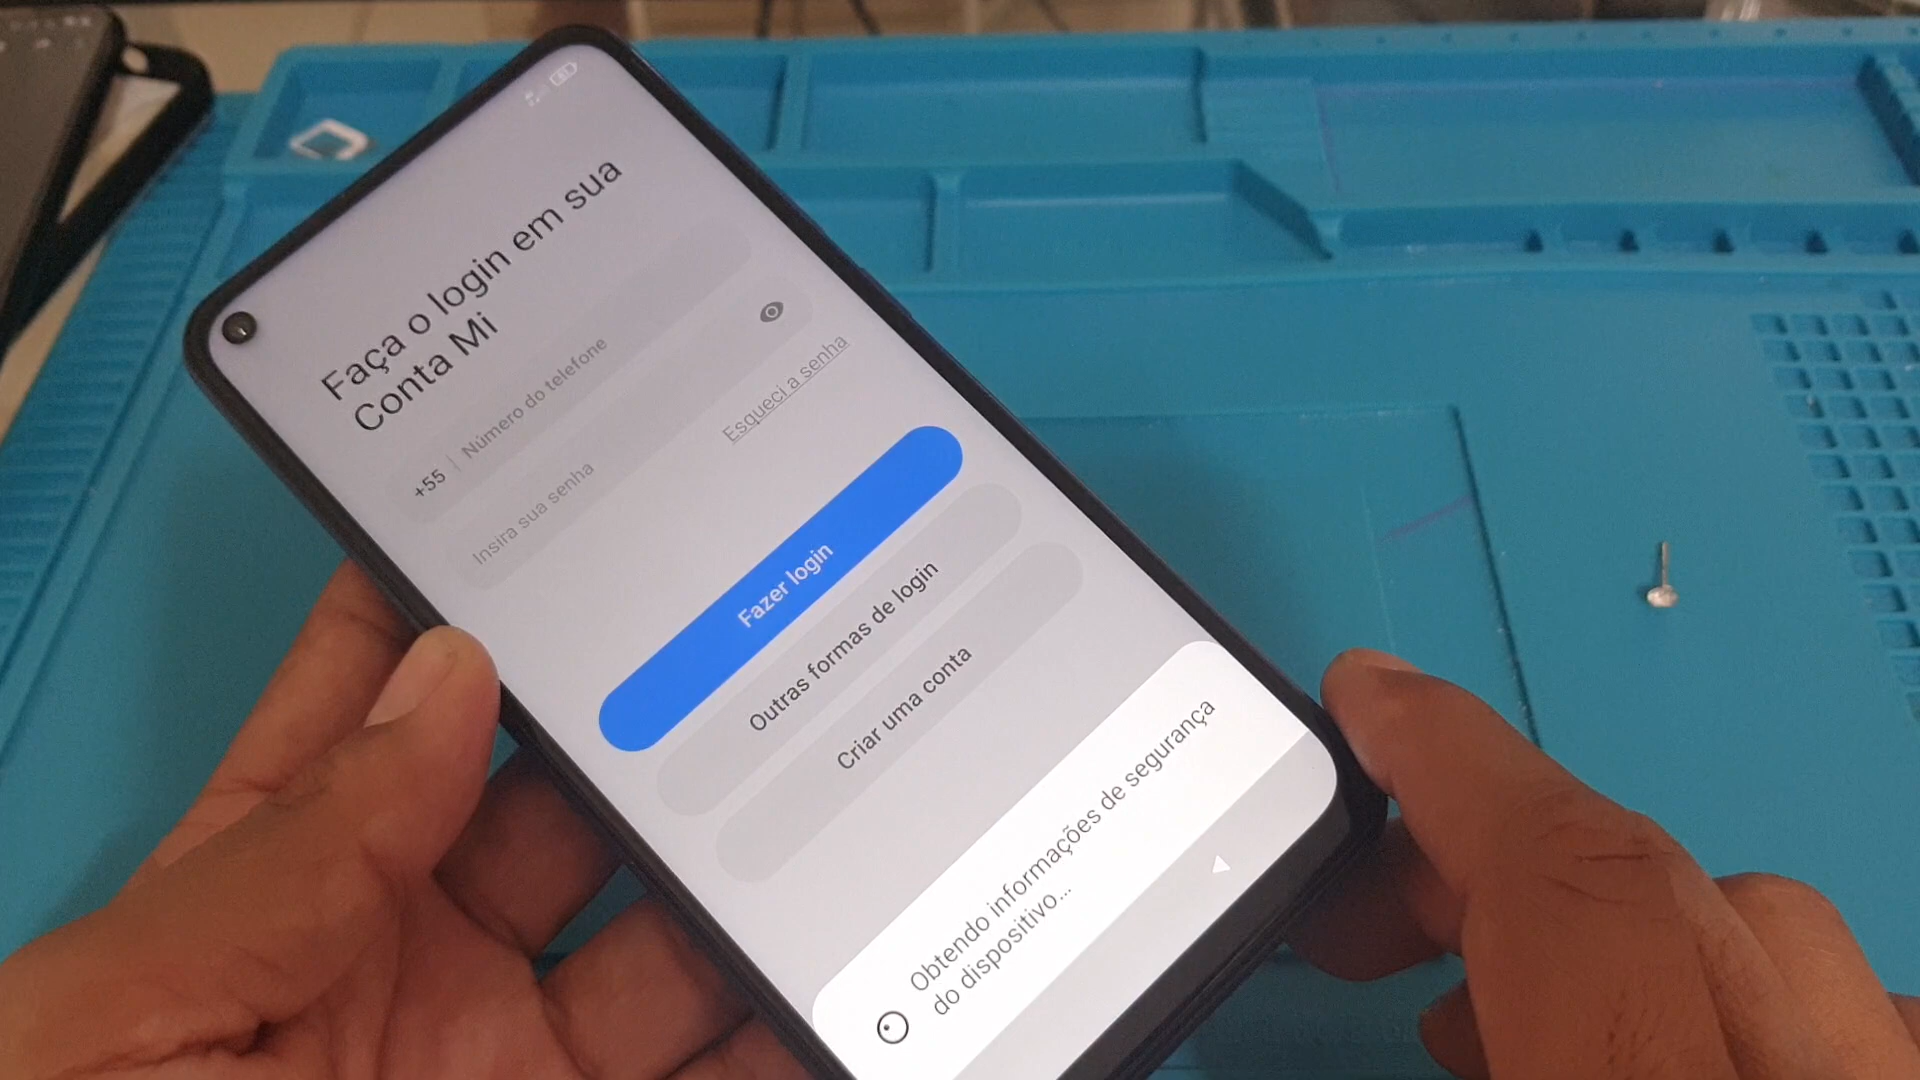 Faça o login em sua
Conta Mi
+55 | Número do telefone
Insira sua senha
Esqueci a senha
Fazer login
Outras formas de login
Criar uma conta
Obtendo informações de segurança
do dispositivo...